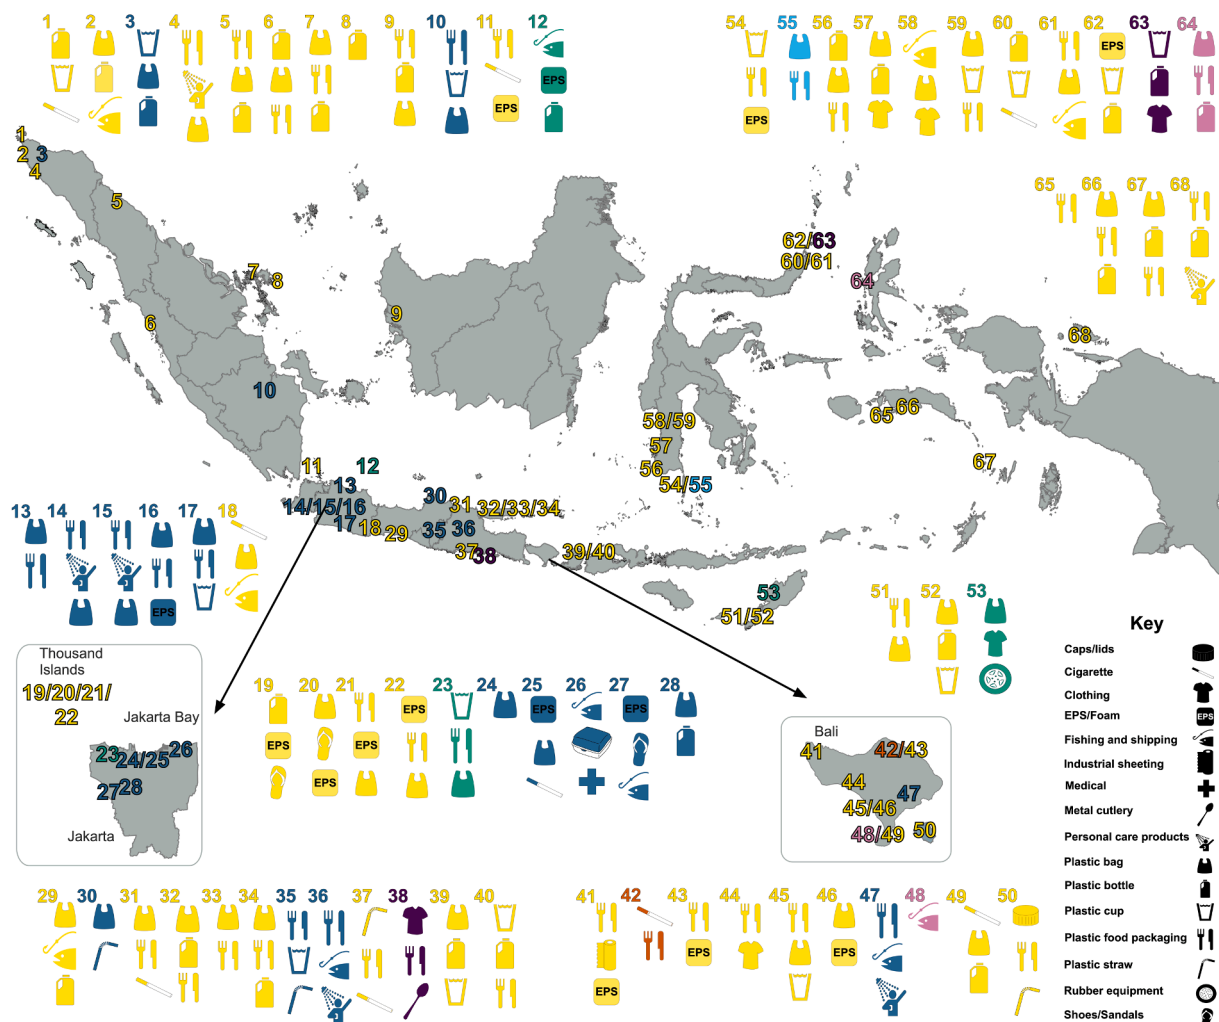 1 2 3 4 5 6 7 8 9 10 11 12
EPS
EPS
54 55 56 57 58 59 60 61 62 63 64
EPS
EPS
65 66 67 68
1
2 3
4
5
6
7
8
9
10
11
12
13
14/15/16
17
18
29
30
31
32/33/34
35 36
37
38
39/40
51/52
53
54/55
56
57
58/59
62/63
60/61
64
65
66
67
68
13 14 15 16 17 18
EPS
51 52 53
Thousand
Islands
19/20/21/
22
Jakarta Bay
23
24/25
26
27
28
Jakarta
19 20 21 22 23 24 25 26 27 28
EPS EPS EPS EPS
EPS EPS
Bali
41
42/43
44
45/46
47
48/49
50
Key
Caps/lids
Cigarette
Clothing
EPS/Foam
EPS
Fishing and shipping
Industrial sheeting
Medical
Metal cutlery
Personal care products
Plastic bag
Plastic bottle
Plastic cup
Plastic food packaging
Plastic straw
Rubber equipment
Shoes/Sandals
29 30 31 32 33 34 35 36 37 38 39 40
41 42 43 44 45 46 47 48 49 50
EPS EPS
EPS